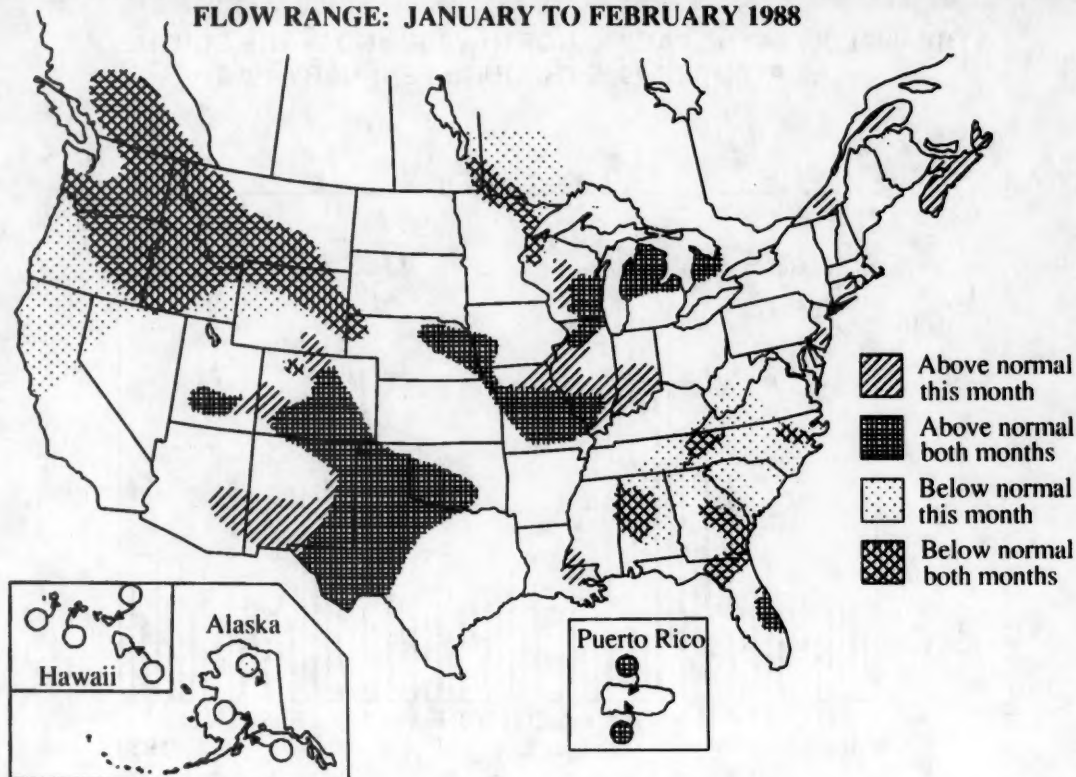 FLOW RANGE: JANUARY TO FEBRUARY 1988
Above normal
this month
Above normal
both months
Below normal
this month
Below normal
both months
Alaska
Hawaii
Puerto Rico